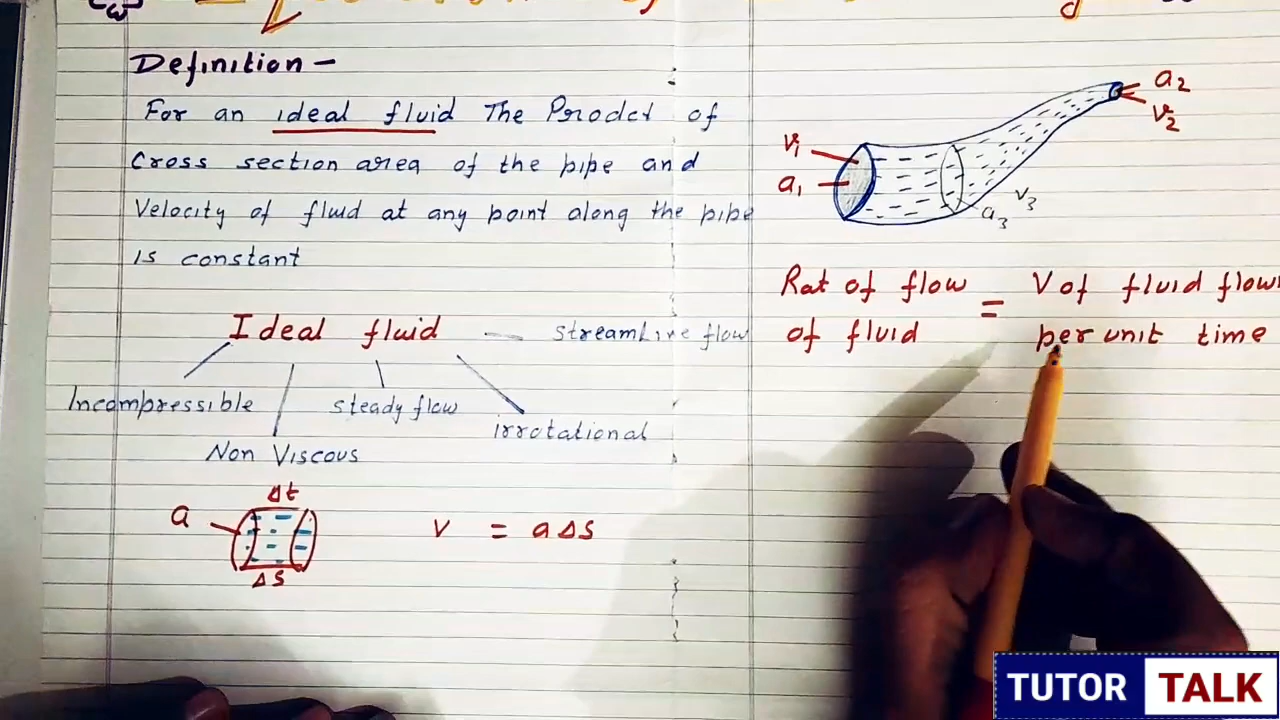 Definition -
For an ideal fluid The Prodct of
Cross section area of the pipe and
Velocity of fluid at any point along the pipe
is constant
Ideal fluid — StreamLine flow
Incompressible
steady flow
irrotational
Non Viscous
Δt
a
ΔS
V = aΔS
a2
v2
v1
a1
v3
a3
Rat of flow = V of fluid flow
of fluid per unit time
TUTOR TALK